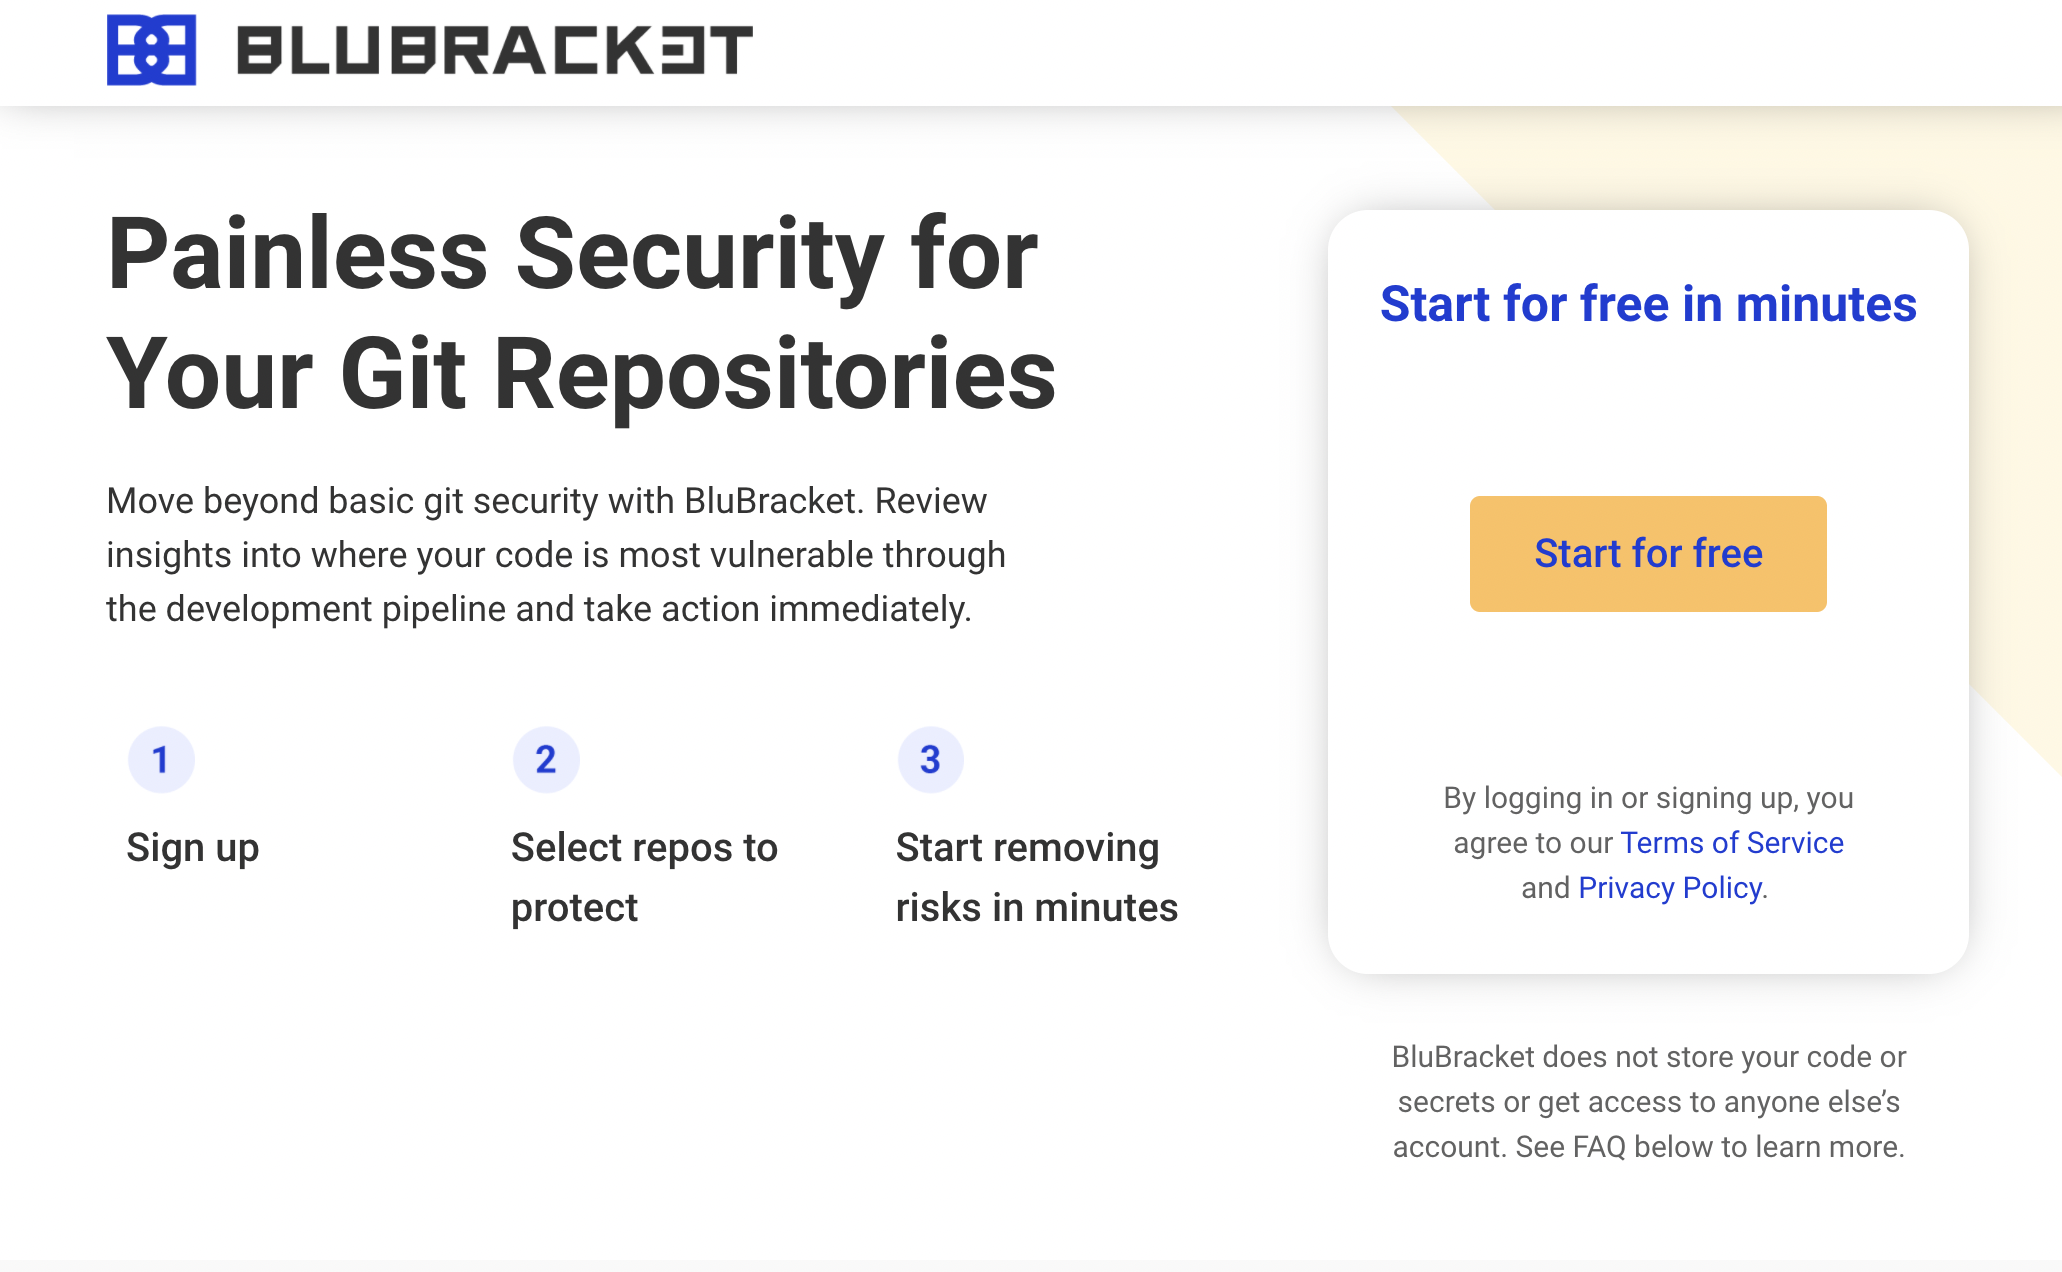 BLUBRACKET
Painless Security for
Your Git Repositories
Move beyond basic git security with BluBracket. Review
insights into where your code is most vulnerable through
the development pipeline and take action immediately.
1
Sign up
2
Select repos to
protect
3
Start removing
risks in minutes
Start for free in minutes
Start for free
By logging in or signing up, you
agree to our Terms of Service
and Privacy Policy.
BluBracket does not store your code or
secrets or get access to anyone else’s
account. See FAQ below to learn more.